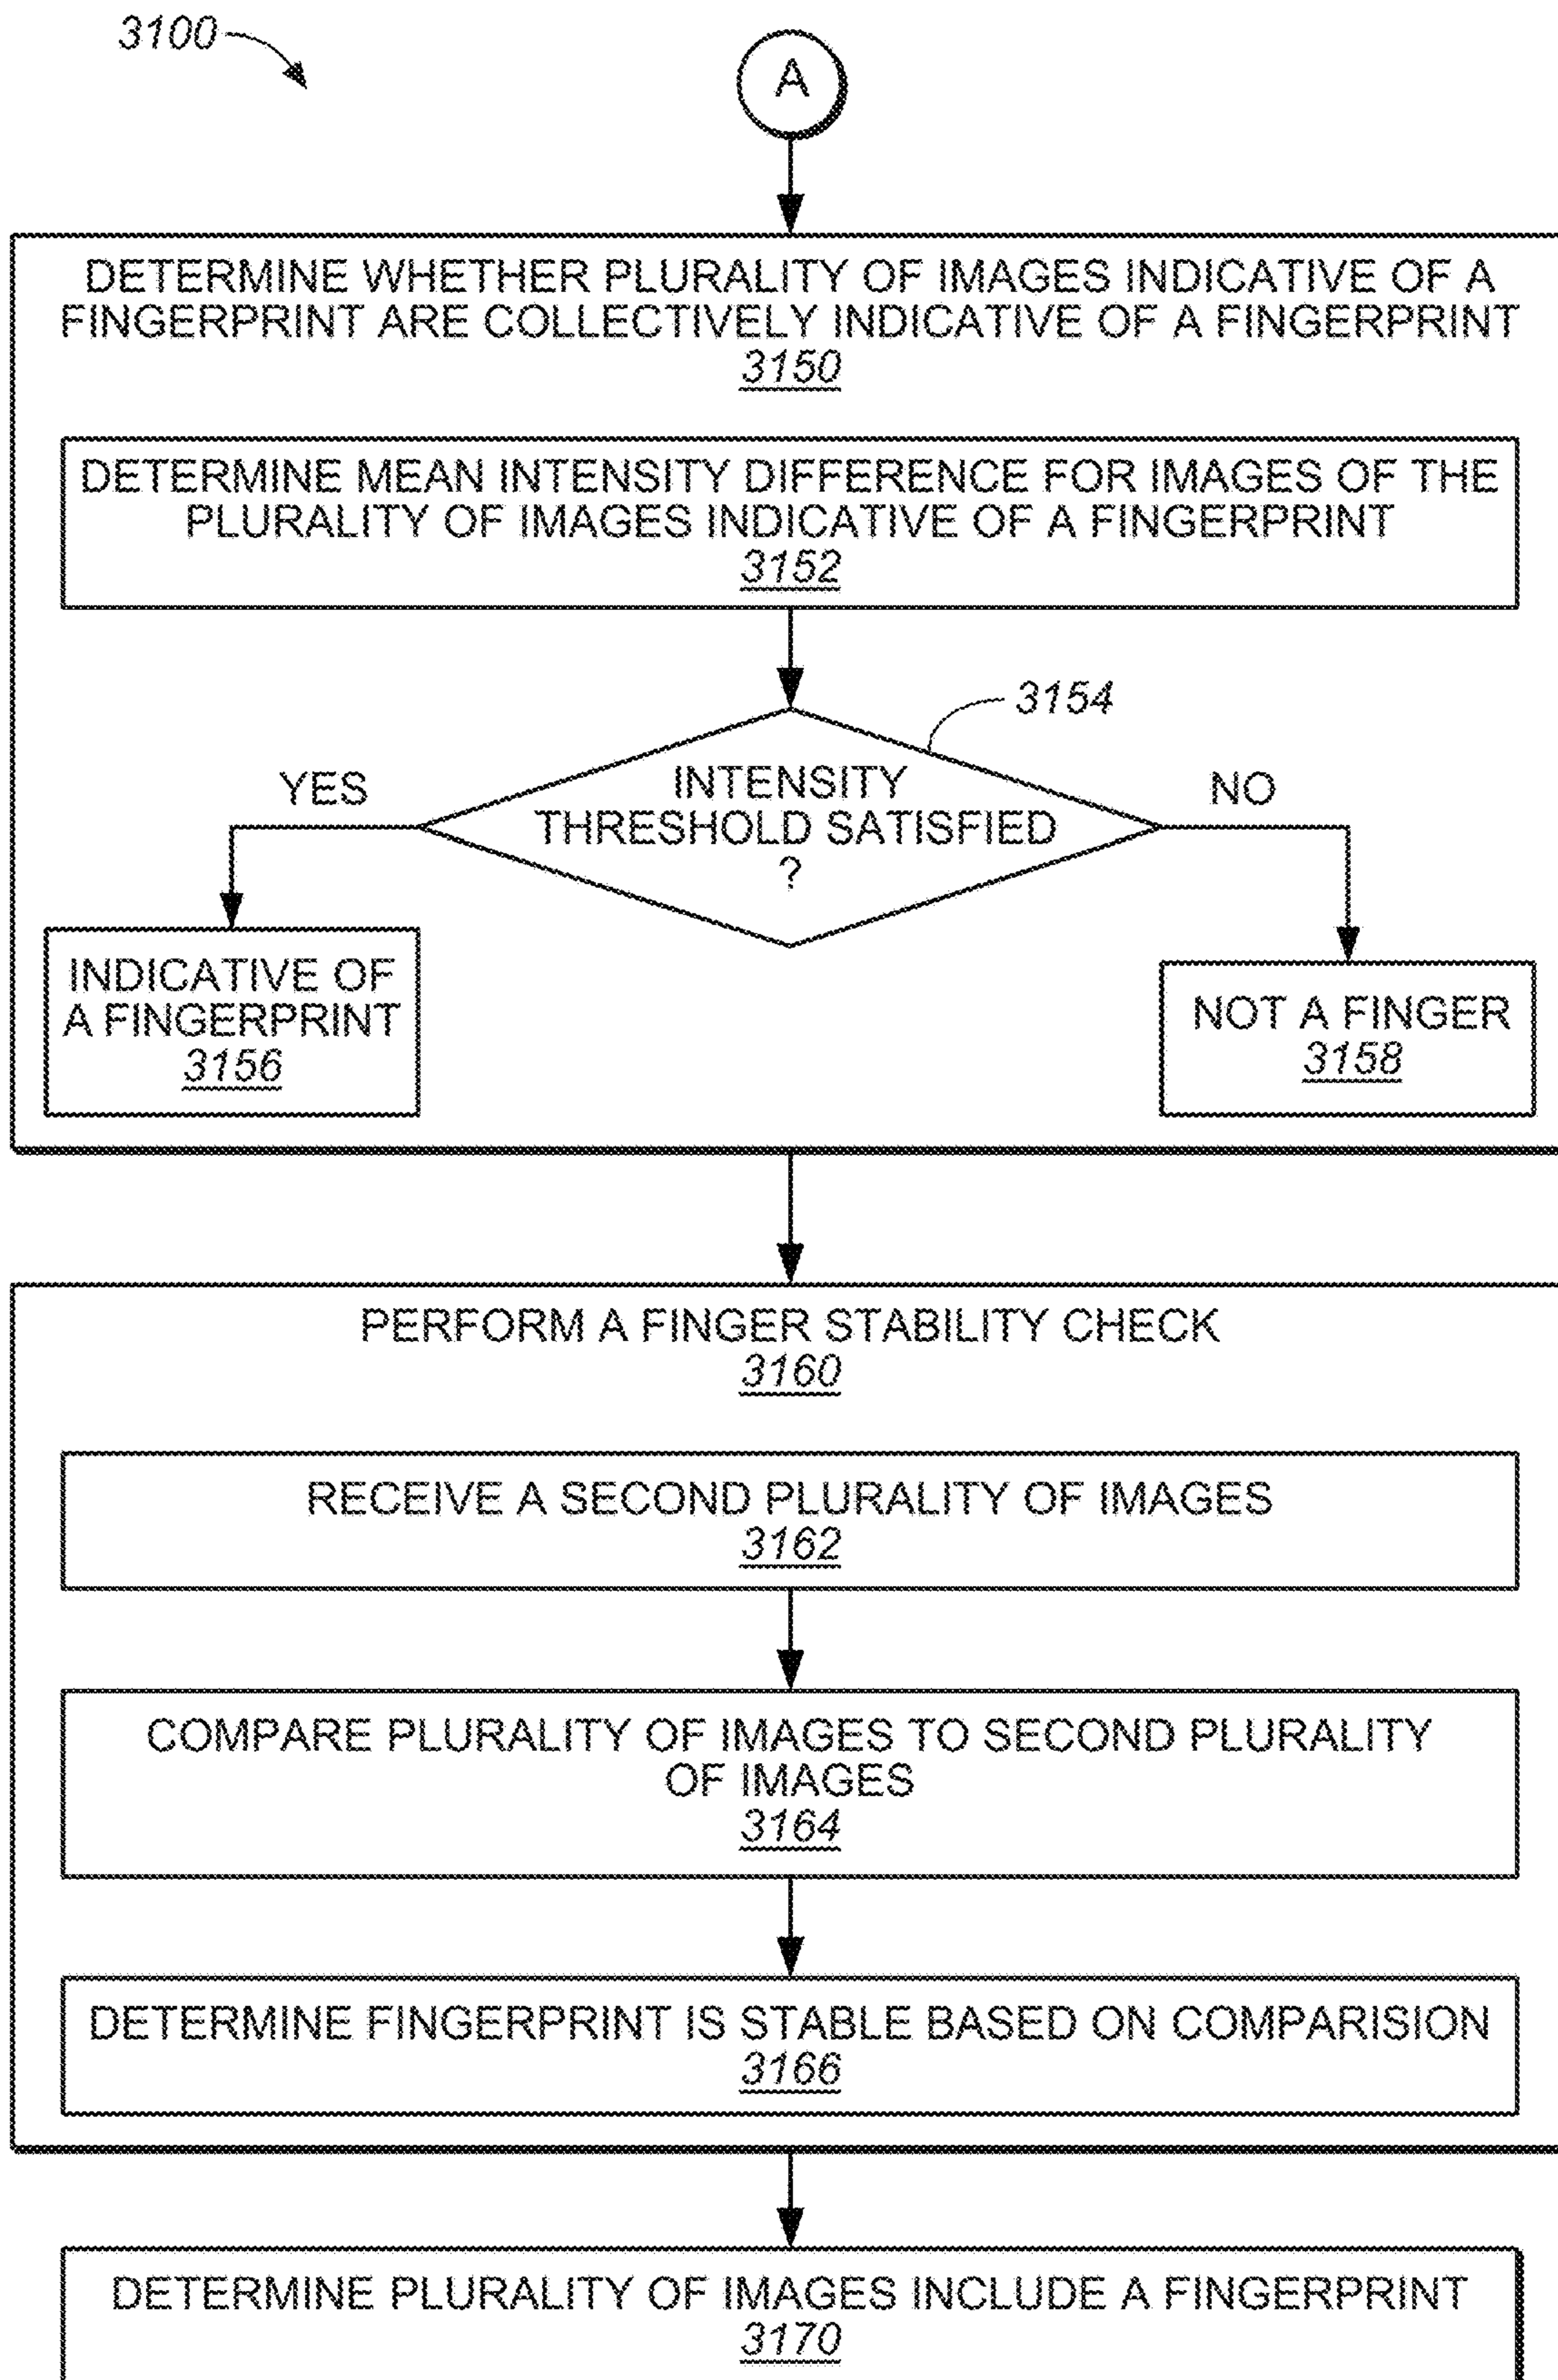 3100
A
DETERMINE WHETHER PLURALITY OF IMAGES INDICATIVE OF A
FINGERPRINT ARE COLLECTIVELY INDICATIVE OF A FINGERPRINT
3150
DETERMINE MEAN INTENSITY DIFFERENCE FOR IMAGES OF THE
PLURALITY OF IMAGES INDICATIVE OF A FINGERPRINT
3152
3154
INTENSITY
THRESHOLD SATISFIED
?
YES
NO
INDICATIVE OF
A FINGERPRINT
3156
NOT A FINGER
3158
PERFORM A FINGER STABILITY CHECK
3160
RECEIVE A SECOND PLURALITY OF IMAGES
3162
COMPARE PLURALITY OF IMAGES TO SECOND PLURALITY
OF IMAGES
3164
DETERMINE FINGERPRINT IS STABLE BASED ON COMPARISION
3166
DETERMINE PLURALITY OF IMAGES INCLUDE A FINGERPRINT
3170